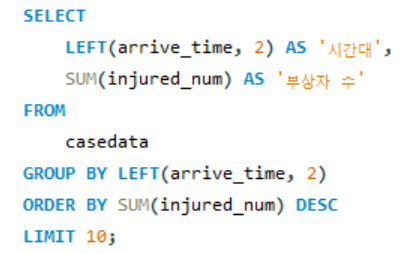 SELECT
LEFT(arrive_time, 2) AS '시간대',
SUM(injured_num) AS '부상자 수'
FROM
casedata
GROUP BY LEFT(arrive_time, 2)
ORDER BY SUM(injured_num) DESC
LIMIT 10;